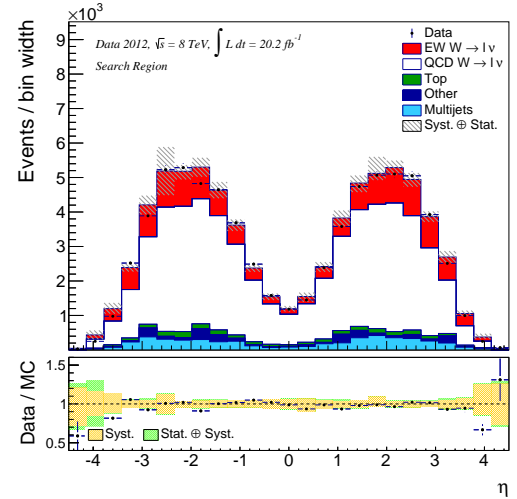 ×10³
Data 2012, √s = 8 TeV, ∫ L dt = 20.2 fb⁻¹
Search Region
Data
EW W → l ν
QCD W → l ν
Top
Other
Multijets
Syst. ⊕ Stat.
Events / bin width
9
8
7
6
5
4
3
2
1
Data / MC
1.5
1.0
0.5
Syst.
Stat. ⊕ Syst.
-4 -3 -2 -1 0 1 2 3 4
η